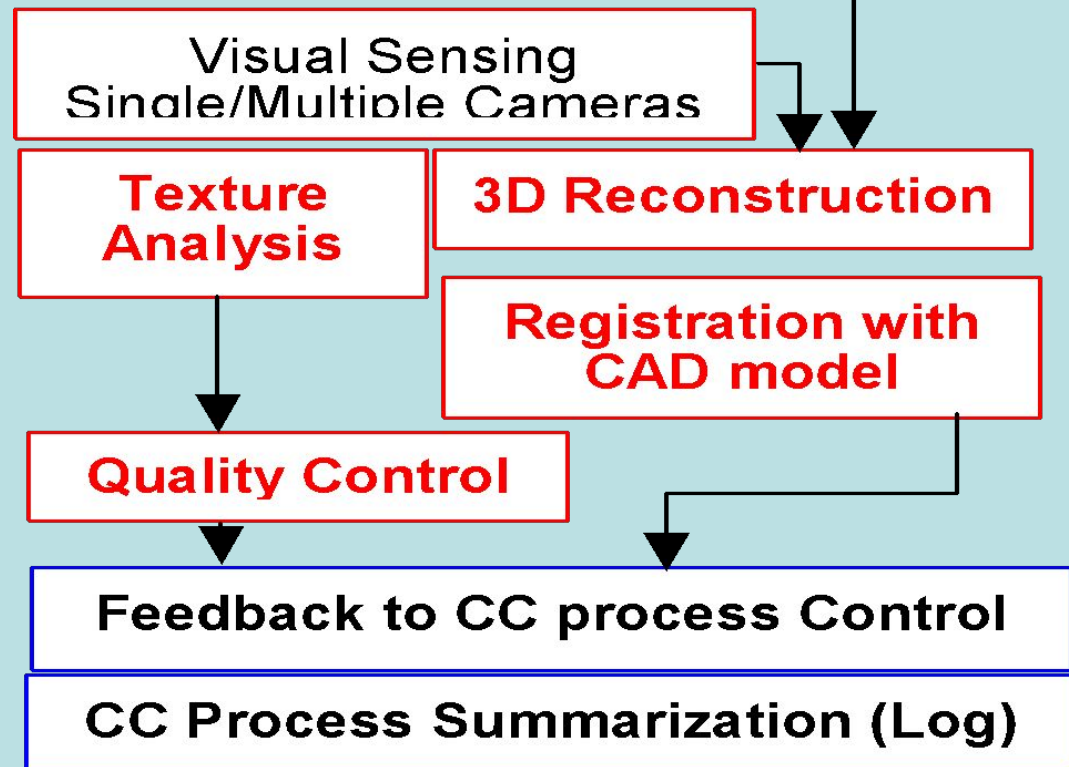 Visual Sensing
Single/Multiple Cameras
Texture
Analysis
3D Reconstruction
Registration with
CAD model
Quality Control
Feedback to CC process Control
CC Process Summarization (Log)